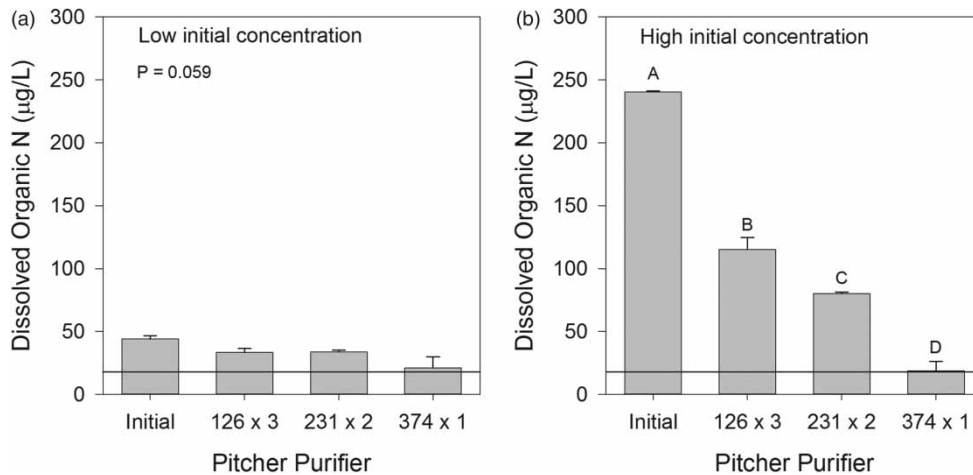 (a)
Low initial concentration
P = 0.059
300
250
200
150
100
50
0
Dissolved Organic N (μg/L)
Initial 126 x 3 231 x 2 374 x 1
Pitcher Purifier
(b)
High initial concentration
A
B
C
D
300
250
200
150
100
50
0
Dissolved Organic N (μg/L)
Initial 126 x 3 231 x 2 374 x 1
Pitcher Purifier